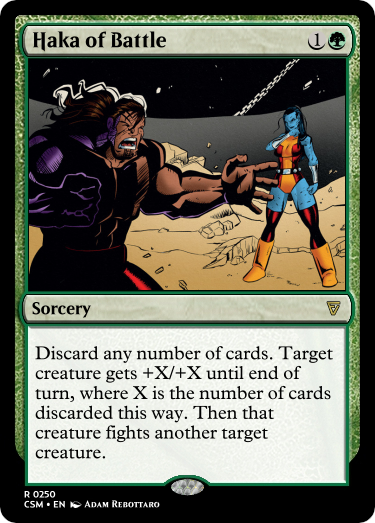 Haka of Battle 1
Sorcery
Discard any number of cards. Target
creature gets +X/+X until end of
turn, where X is the number of cards
discarded this way. Then that
creature fights another target
creature.
R 0250
CSM • EN Adam Rebottaro